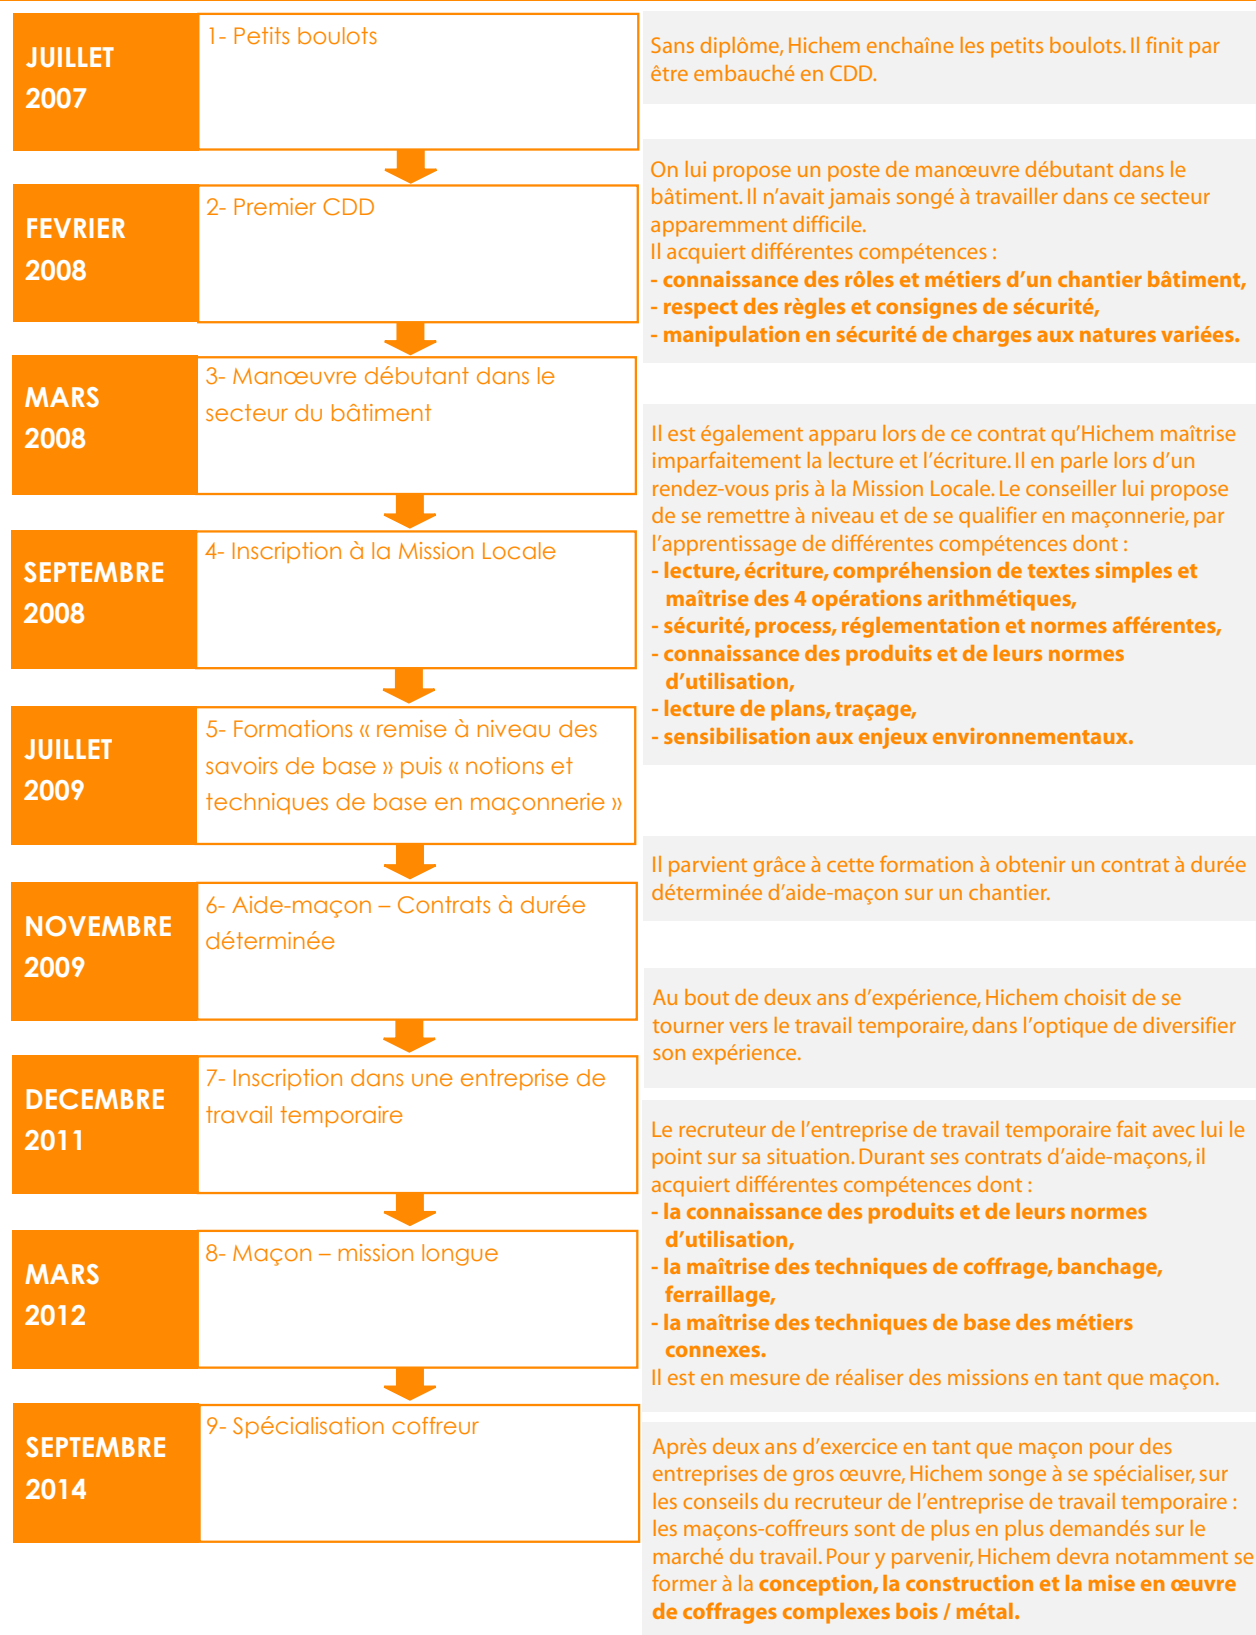 JUILLET
2007
1- Petits boulots
Sans diplôme, Hichem enchaîne les petits boulots. Il finit par
être embauché en CDD.
FEVRIER
2008
2- Premier CDD
On lui propose un poste de manœuvre débutant dans le
bâtiment. Il n’avait jamais songé à travailler dans ce secteur
apparemment difficile.
Il acquiert différentes compétences :
- connaissance des rôles et métiers d’un chantier bâtiment,
- respect des règles et consignes de sécurité,
- manipulation en sécurité de charges aux natures variées.
MARS
2008
3- Manœuvre débutant dans le
secteur du bâtiment
Il est également apparu lors de ce contrat qu’Hichem maîtrise
imparfaitement la lecture et l’écriture. Il en parle lors d’un
rendez-vous pris à la Mission Locale. Le conseiller lui propose
de se remettre à niveau et de se qualifier en maçonnerie, par
l’apprentissage de différentes compétences dont :
- lecture, écriture, compréhension de textes simples et
maîtrise des 4 opérations arithmétiques,
- sécurité, process, réglementation et normes afférentes,
- connaissance des produits et de leurs normes
d’utilisation,
- lecture de plans, traçage,
- sensibilisation aux enjeux environnementaux.
SEPTEMBRE
2008
4- Inscription à la Mission Locale
JUILLET
2009
5- Formations « remise à niveau des
savoirs de base » puis « notions et
techniques de base en maçonnerie »
Il parvient grâce à cette formation à obtenir un contrat à durée
déterminée d’aide-maçon sur un chantier.
NOVEMBRE
2009
6- Aide-maçon – Contrats à durée
déterminée
Au bout de deux ans d’expérience, Hichem choisit de se
tourner vers le travail temporaire, dans l’optique de diversifier
son expérience.
DECEMBRE
2011
7- Inscription dans une entreprise de
travail temporaire
Le recruteur de l’entreprise de travail temporaire fait avec lui le
point sur sa situation. Durant ses contrats d’aide-maçons, il
acquiert différentes compétences dont :
- la connaissance des produits et de leurs normes
d’utilisation,
- la maîtrise des techniques de coffrage, banchage,
ferraillage,
- la maîtrise des techniques de base des métiers
connexes.
Il est en mesure de réaliser des missions en tant que maçon.
MARS
2012
8- Maçon – mission longue
SEPTEMBRE
2014
9- Spécialisation coffreur
Après deux ans d’exercice en tant que maçon pour des
entreprises de gros œuvre, Hichem songe à se spécialiser, sur
les conseils du recruteur de l’entreprise de travail temporaire :
les maçons-coffreurs sont de plus en plus demandés sur le
marché du travail. Pour y parvenir, Hichem devra notamment se
former à la conception, la construction et la mise en œuvre
de coffrages complexes bois / métal.